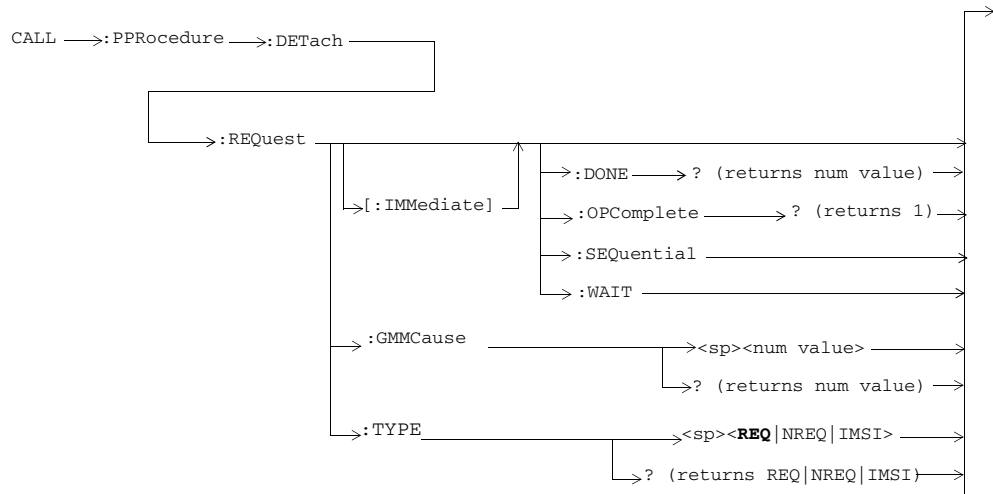 CALL :PPRocedure :DETach
:REQuest
:DONE ? (returns num value)
[:IMMediate]
:OPComplete ? (returns 1)
:SEQuential
:WAIT
:GMMCause <sp><num value>
? (returns num value)
:TYPE <sp><REQ|NREQ|IMSI>
? (returns REQ|NREQ|IMSI)